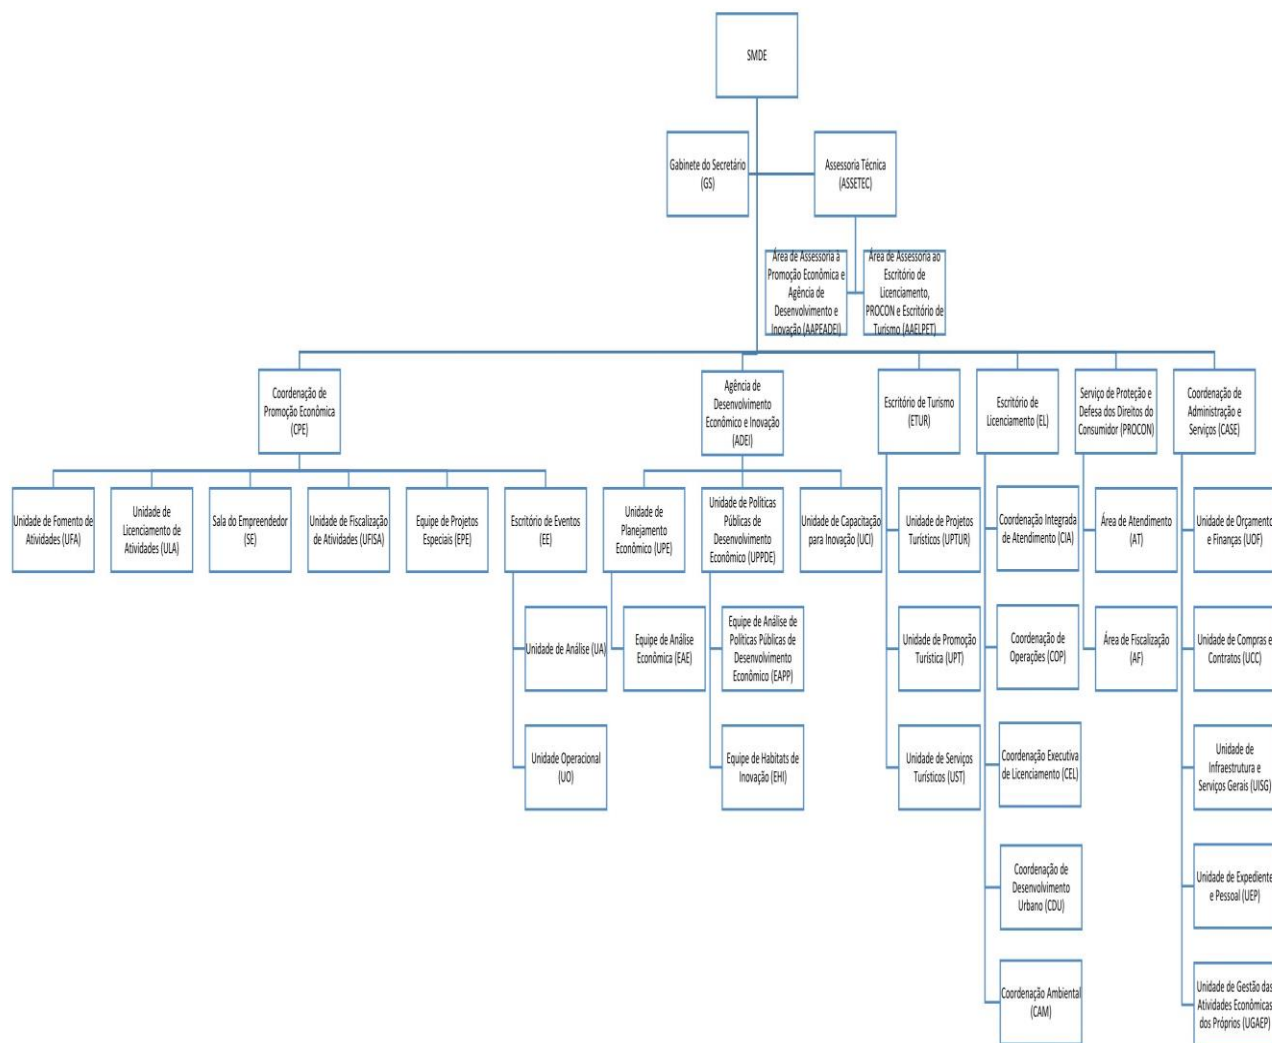 SMDE
Gabinete do Secretário
(GS)
Assessoria Técnica
(ASSETEC)
Área de Assessoria à
Promoção Econômica e
Agência de
Desenvolvimento e
Inovação (AAPEADEI)
Área de Assessoria ao
Escritório de
Licenciamento,
PROCON e Escritório de
Turismo (AAELPET)
Coordenação de
Promoção Econômica
(CPE)
Agência de
Desenvolvimento
Econômico e Inovação
(ADEI)
Escritório de Turismo
(ETUR)
Escritório de
Licenciamento (EL)
Serviço de Proteção e
Defesa dos Direitos do
Consumidor (PROCON)
Coordenação de
Administração e
Serviços (CASE)
Unidade de Fomento de
Atividades (UFA)
Unidade de
Licenciamento de
Atividades (ULA)
Sala do Empreendedor
(SE)
Unidade de Fiscalização
de Atividades (UFISA)
Equipe de Projetos
Especiais (EPE)
Escritório de Eventos
(EE)
Unidade de
Planejamento
Econômico (UPE)
Unidade de Políticas
Públicas de
Desenvolvimento
Econômico (UPPDE)
Unidade de Capacitação
para Inovação (UCI)
Unidade de Projetos
Turísticos (UPTUR)
Coordenação Integrada
de Atendimento (CIA)
Área de Atendimento
(AT)
Unidade de Orçamento
e Finanças (UOF)
Unidade de Análise (UA)
Equipe de Análise
Econômica (EAE)
Equipe de Análise de
Políticas Públicas de
Desenvolvimento
Econômico (EAPP)
Unidade de Promoção
Turística (UPT)
Coordenação de
Operações (COP)
Área de Fiscalização
(AF)
Unidade de Compras e
Contratos (UCC)
Unidade Operacional
(UO)
Equipe de Habitats de
Inovação (EHI)
Unidade de Serviços
Turísticos (UST)
Coordenação Executiva
de Licenciamento (CEL)
Unidade de
Infraestrutura e
Serviços Gerais (UISG)
Coordenação de
Desenvolvimento
Urbano (CDU)
Unidade de Expediente
e Pessoal (UEP)
Coordenação Ambiental
(CAM)
Unidade de Gestão das
Atividades Econômicas
dos Próprios (UGAEP)